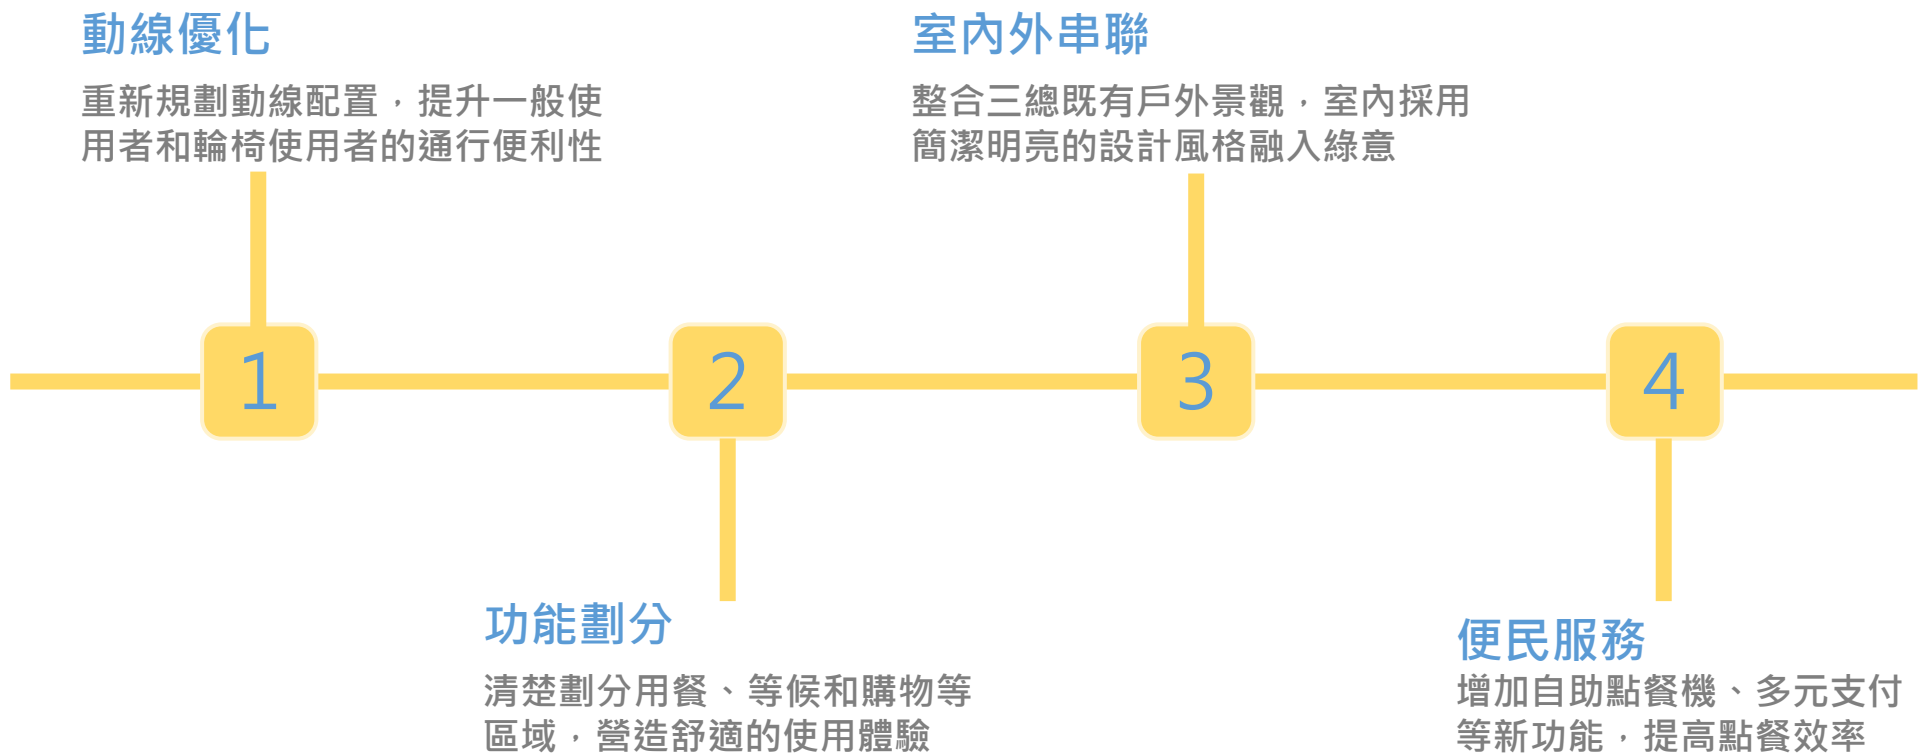 動線優化
重新規劃動線配置，提升一般使
用者和輪椅使用者的通行便利性
室內外串聯
整合三總既有戶外景觀，室內採用
簡潔明亮的設計風格融入綠意
1
2
3
4
功能劃分
清楚劃分用餐、等候和購物等
區域，營造舒適的使用體驗
便民服務
增加自助點餐機、多元支付
等新功能，提高點餐效率